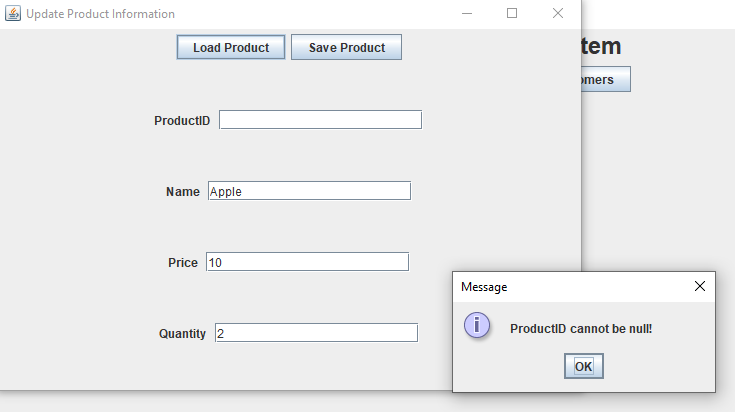 Update Product Information
Load Product
Save Product
tem
omers
ProductID
Name
Apple
Price
10
Quantity
2
Message
ProductID cannot be null!
OK